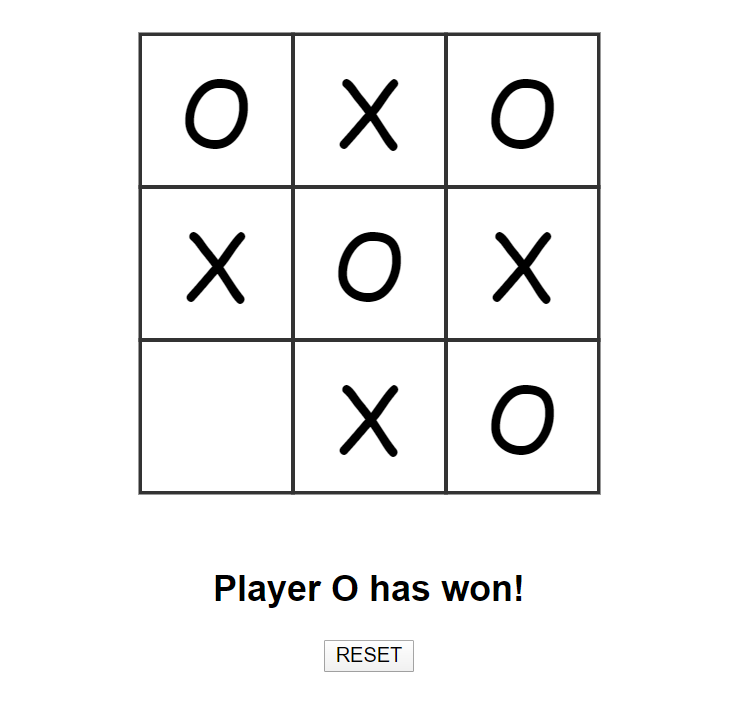 O X O
X O X
X O
Player O has won!
RESET